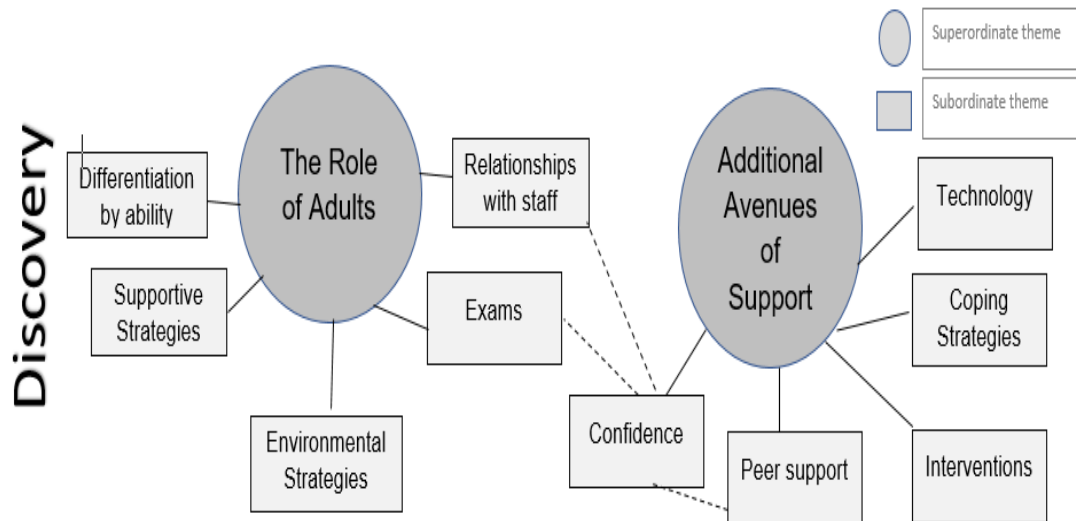 Discovery
Superordinate theme
Subordinate theme
The Role
of Adults
Differentiation
by ability
Supportive
Strategies
Environmental
Strategies
Exams
Relationships
with staff
Additional
Avenues
of
Support
Technology
Coping
Strategies
Interventions
Peer support
Confidence